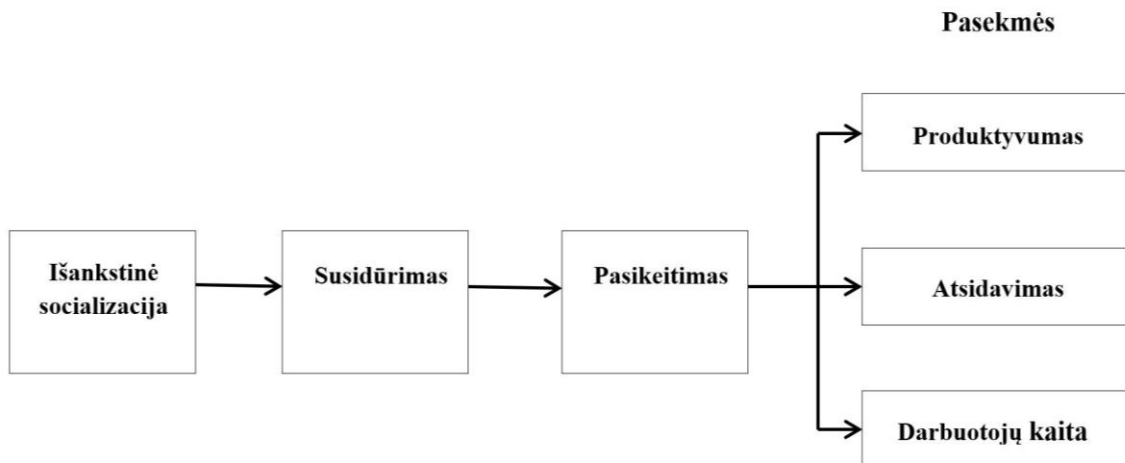 Pasekmės
Produktyvumas
Išankstinė
socializacija
Susidūrimas
Pasikeitimas
Atsidavimas
Darbuotojų kaita